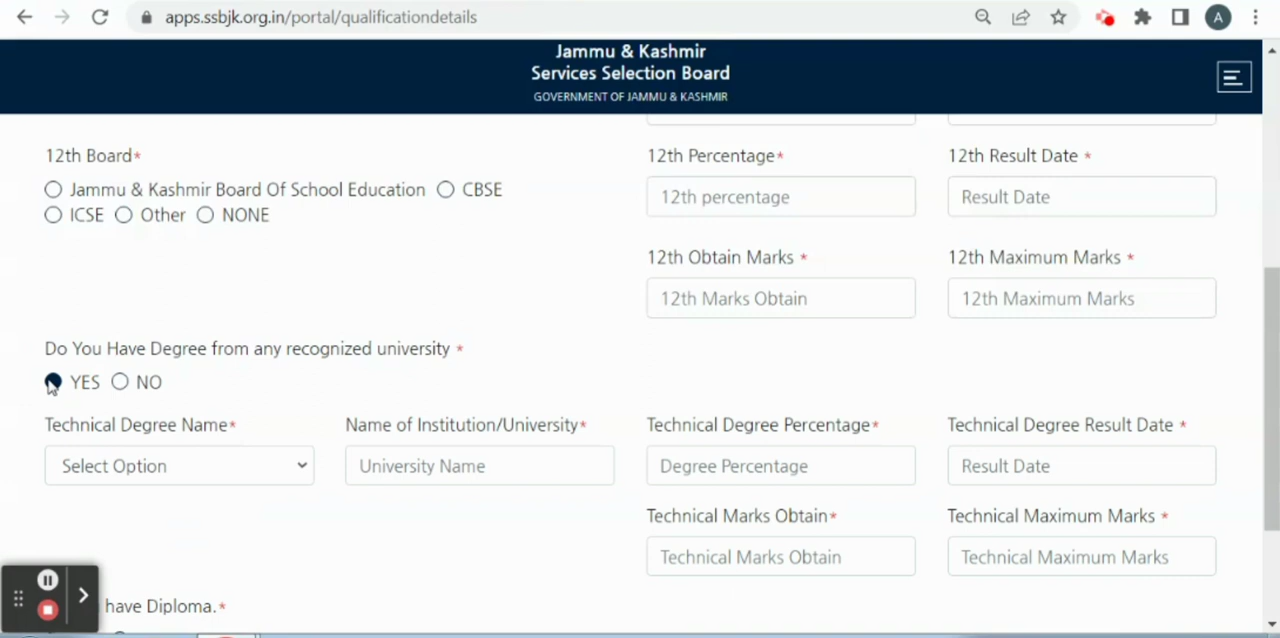 apps.ssbjk.org.in/portal/qualificationdetails
A
Jammu & Kashmir
Services Selection Board
GOVERNMENT OF JAMMU & KASHMIR
12th Board*
12th Percentage*
12th Result Date *
Jammu & Kashmir Board Of School Education CBSE
ICSE Other NONE
12th percentage
Result Date
12th Obtain Marks *
12th Maximum Marks *
12th Marks Obtain
12th Maximum Marks
Do You Have Degree from any recognized university *
YES NO
Technical Degree Name*
Name of Institution/University*
Technical Degree Percentage*
Technical Degree Result Date *
Select Option
University Name
Degree Percentage
Result Date
Technical Marks Obtain*
Technical Maximum Marks *
Technical Marks Obtain
Technical Maximum Marks
have Diploma.*